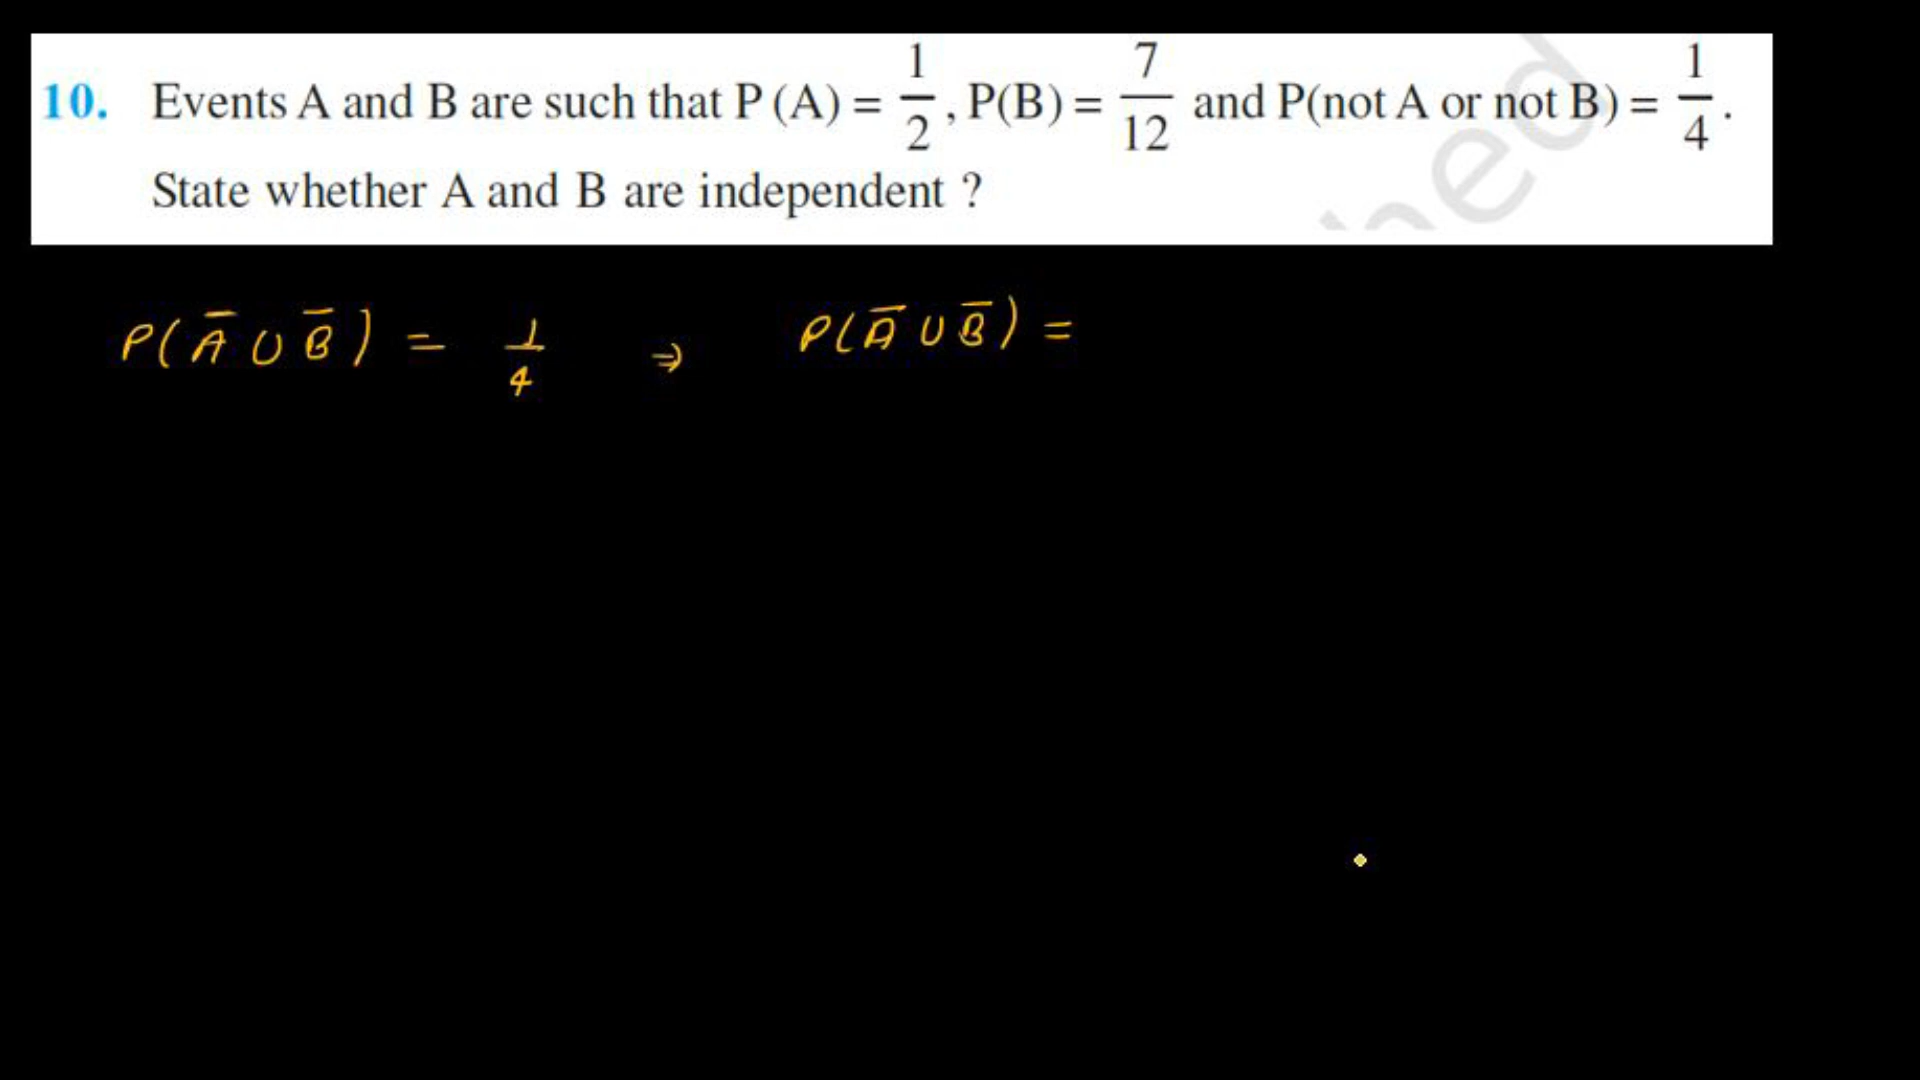 10. Events A and B are such that P (A) = 1/2, P(B) = 7/12 and P(not A or not B) = 1/4.
State whether A and B are independent ?
P(A̅ ∪ B̅) = 1/4 ⇒ P(A̅ ∪ B̅) =